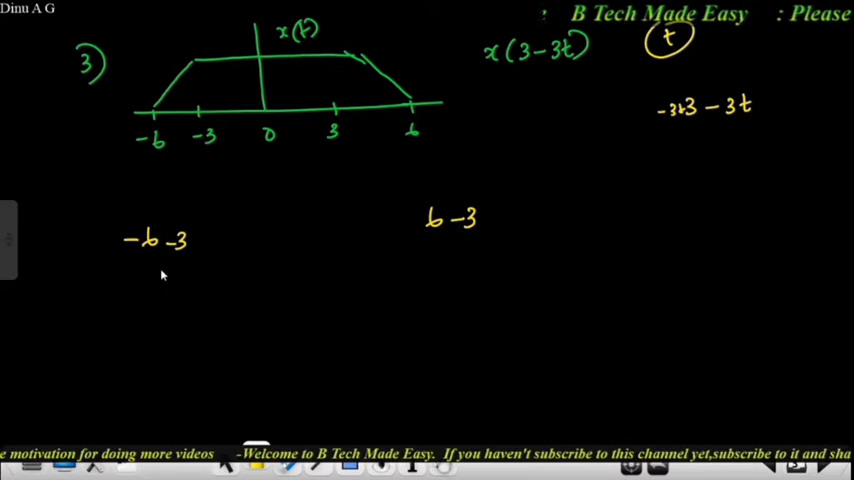 Dinu A G
: B Tech Made Easy : Please
3)
x(t)
x(3-3t)
t
-3+3-3t
-6 -3 0 3 6
-6-3
6-3
e motivation for doing more videos -Welcome to B Tech Made Easy. If you haven't subscribe to this channel yet,subscribe to it and sha